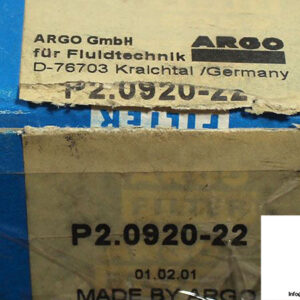 ARGO GmbH
für Fluidtechnik
ARGO
D-76703 Kraichtal /Germany
P2.0920-22
FILTER
P2.0920-22
01.02.01
MADE BY ARGO